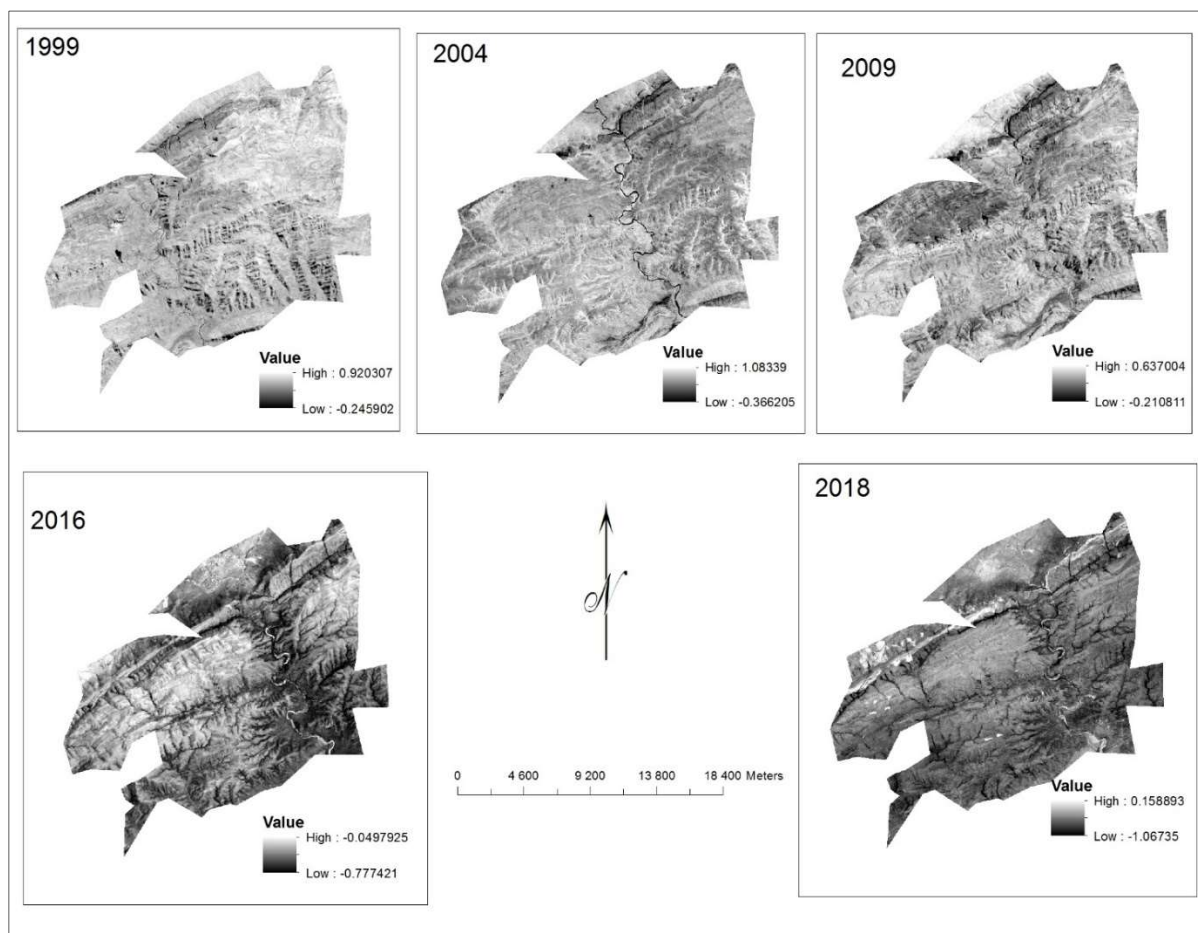 1999
Value
High : 0.920307
Low : -0.245902
2004
Value
High : 1.08339
Low : -0.366205
2009
Value
High : 0.637004
Low : -0.210811
2016
Value
High : -0.0497925
Low : -0.777421
N
0 4 600 9 200 13 800 18 400 Meters
2018
Value
High : 0.158893
Low : -1.06735